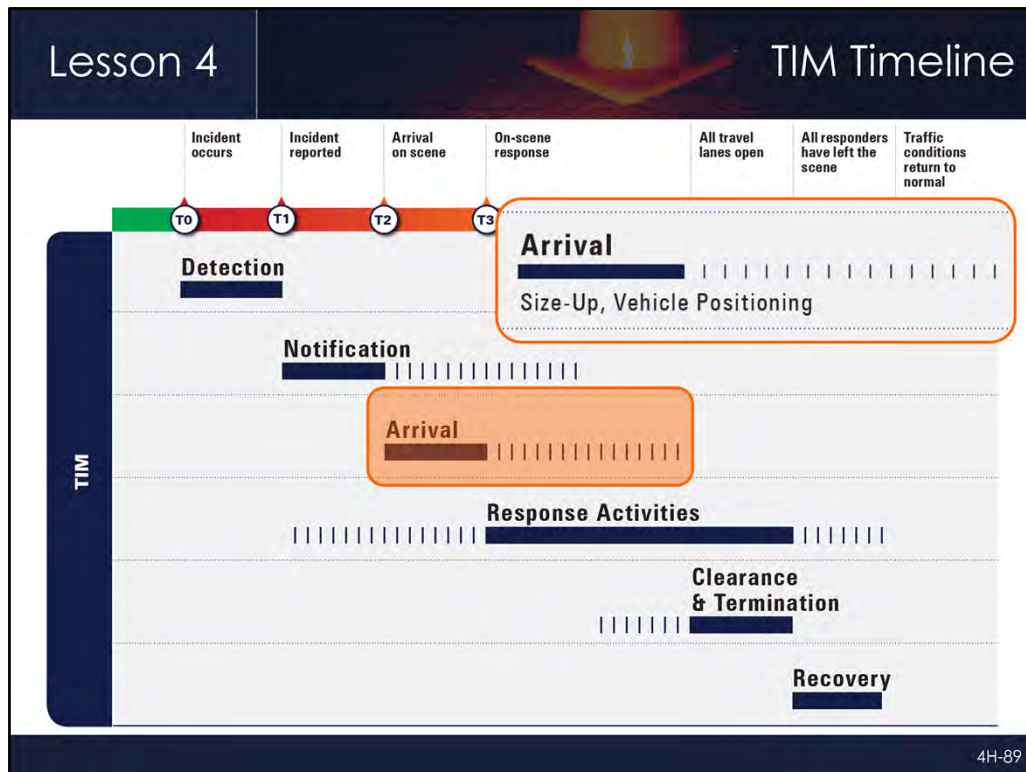 Lesson 4
TIM Timeline
Incident
occurs
Incident
reported
Arrival
on scene
On-scene
response
All travel
lanes open
All responders
have left the
scene
Traffic
conditions
return to
normal
T0
T1
T2
T3
Arrival
Size-Up, Vehicle Positioning
TIM
Detection
Notification
Arrival
Response Activities
Clearance
& Termination
Recovery
4H-89